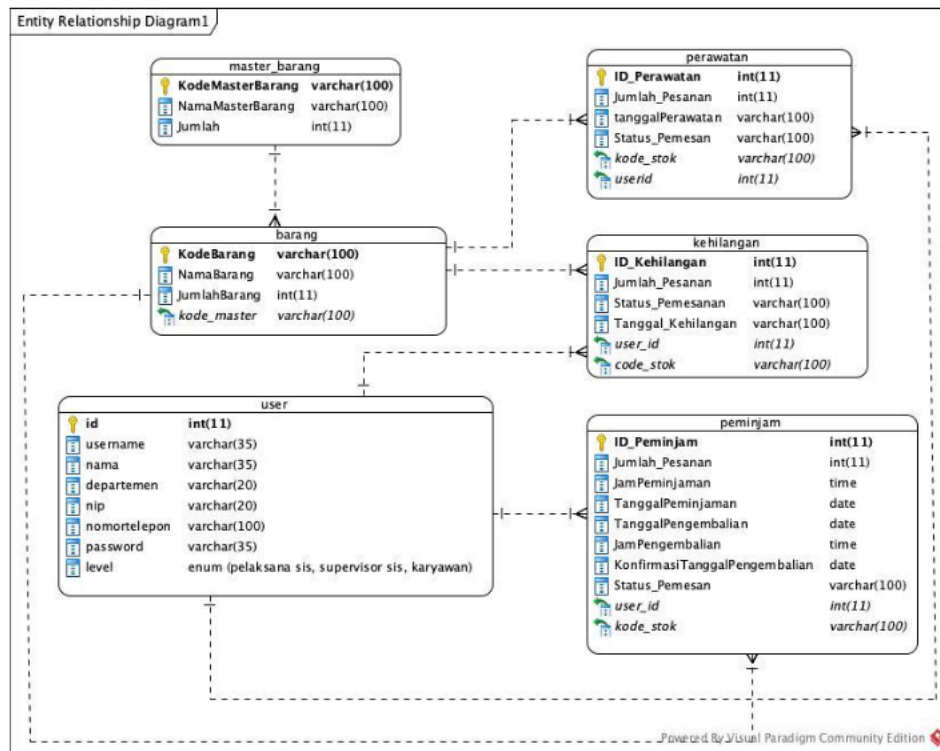 Entity Relationship Diagram1
master_barang
KodeMasterBarang varchar(100)
NamaMasterBarang varchar(100)
Jumlah int(11)
barang
KodeBarang varchar(100)
NamaBarang varchar(100)
JumlahBarang int(11)
kode_master varchar(100)
user
id int(11)
username varchar(35)
nama varchar(35)
departemen varchar(20)
nip varchar(20)
nomortelepon varchar(100)
password varchar(35)
level enum (pelaksana sis, supervisor sis, karyawan)
perawatan
ID_Perawatan int(11)
Jumlah_Pesanan int(11)
tanggalPerawatan varchar(100)
Status_Pemesan varchar(100)
kode_stok varchar(100)
userid int(11)
kehilangan
ID_Kehilangan int(11)
Jumlah_Pesanan int(11)
Status_Pemesanan varchar(100)
Tanggal_Kehilangan varchar(100)
user_id int(11)
code_stok varchar(100)
peminjam
ID_Peminjam int(11)
Jumlah_Pesanan int(11)
JamPeminjaman time
TanggalPeminjaman date
TanggalPengembalian date
JamPengembalian time
KonfirmasiTanggalPengembalian date
Status_Pemesan varchar(100)
user_id int(11)
kode_stok varchar(100)
Powered By Visual Paradigm Community Edition